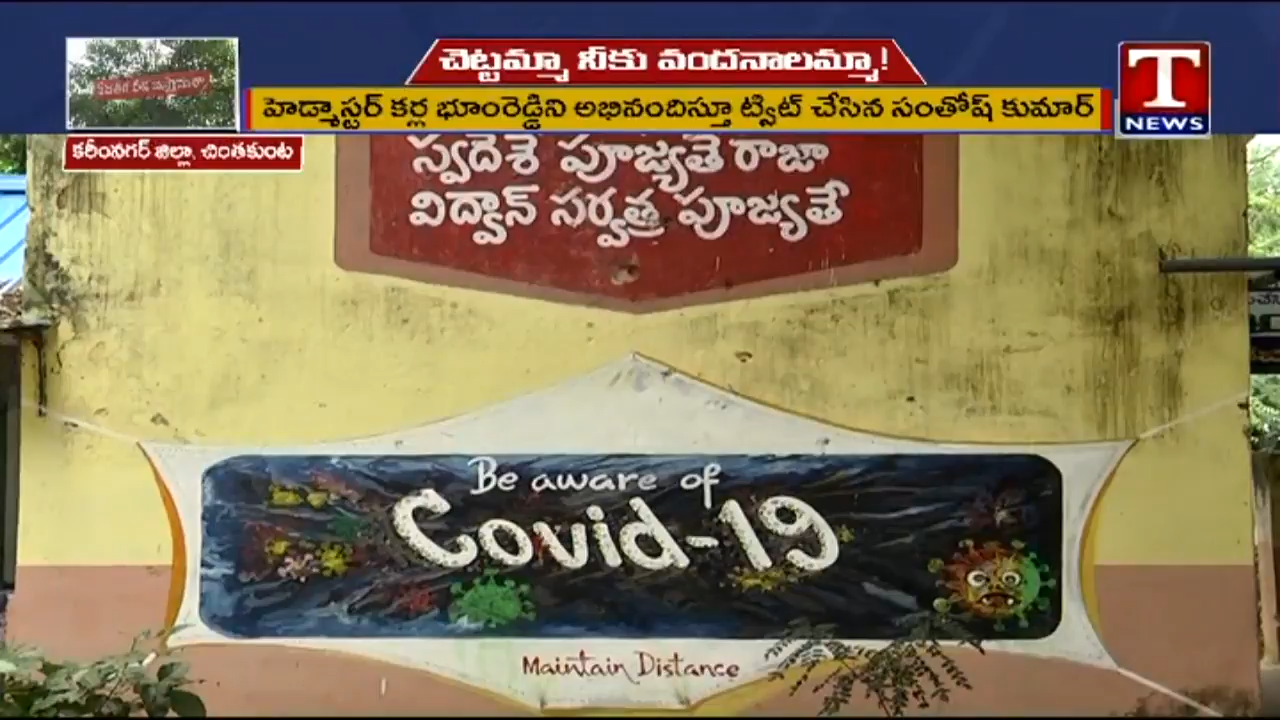 చెట్టమ్మా నీకు వందనాలమ్మా!
హెడ్మాస్టర్ కర్ల భూంరెడ్డిని అభినందిస్తూ ట్వీట్ చేసిన సంతోష్ కుమార్
T
NEWS
కరీంనగర్ జిల్లా, చింతకుంట
స్వదేశే పూజ్యతే రాజా
విద్వాన్ సర్వత్ర పూజ్యతే
Be aware of
Covid-19
Maintain Distance